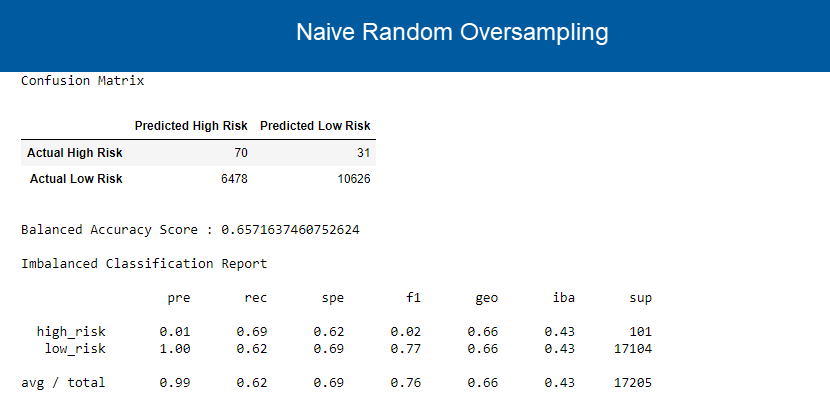 Naive Random Oversampling
Confusion Matrix
Predicted High Risk Predicted Low Risk
Actual High Risk 70 31
Actual Low Risk 6478 10626
Balanced Accuracy Score : 0.6571637460752624
Imbalanced Classification Report
pre rec spe f1 geo iba sup
high_risk 0.01 0.69 0.62 0.02 0.66 0.43 101
low_risk 1.00 0.62 0.69 0.77 0.66 0.43 17104
avg / total 0.99 0.62 0.69 0.76 0.66 0.43 17205